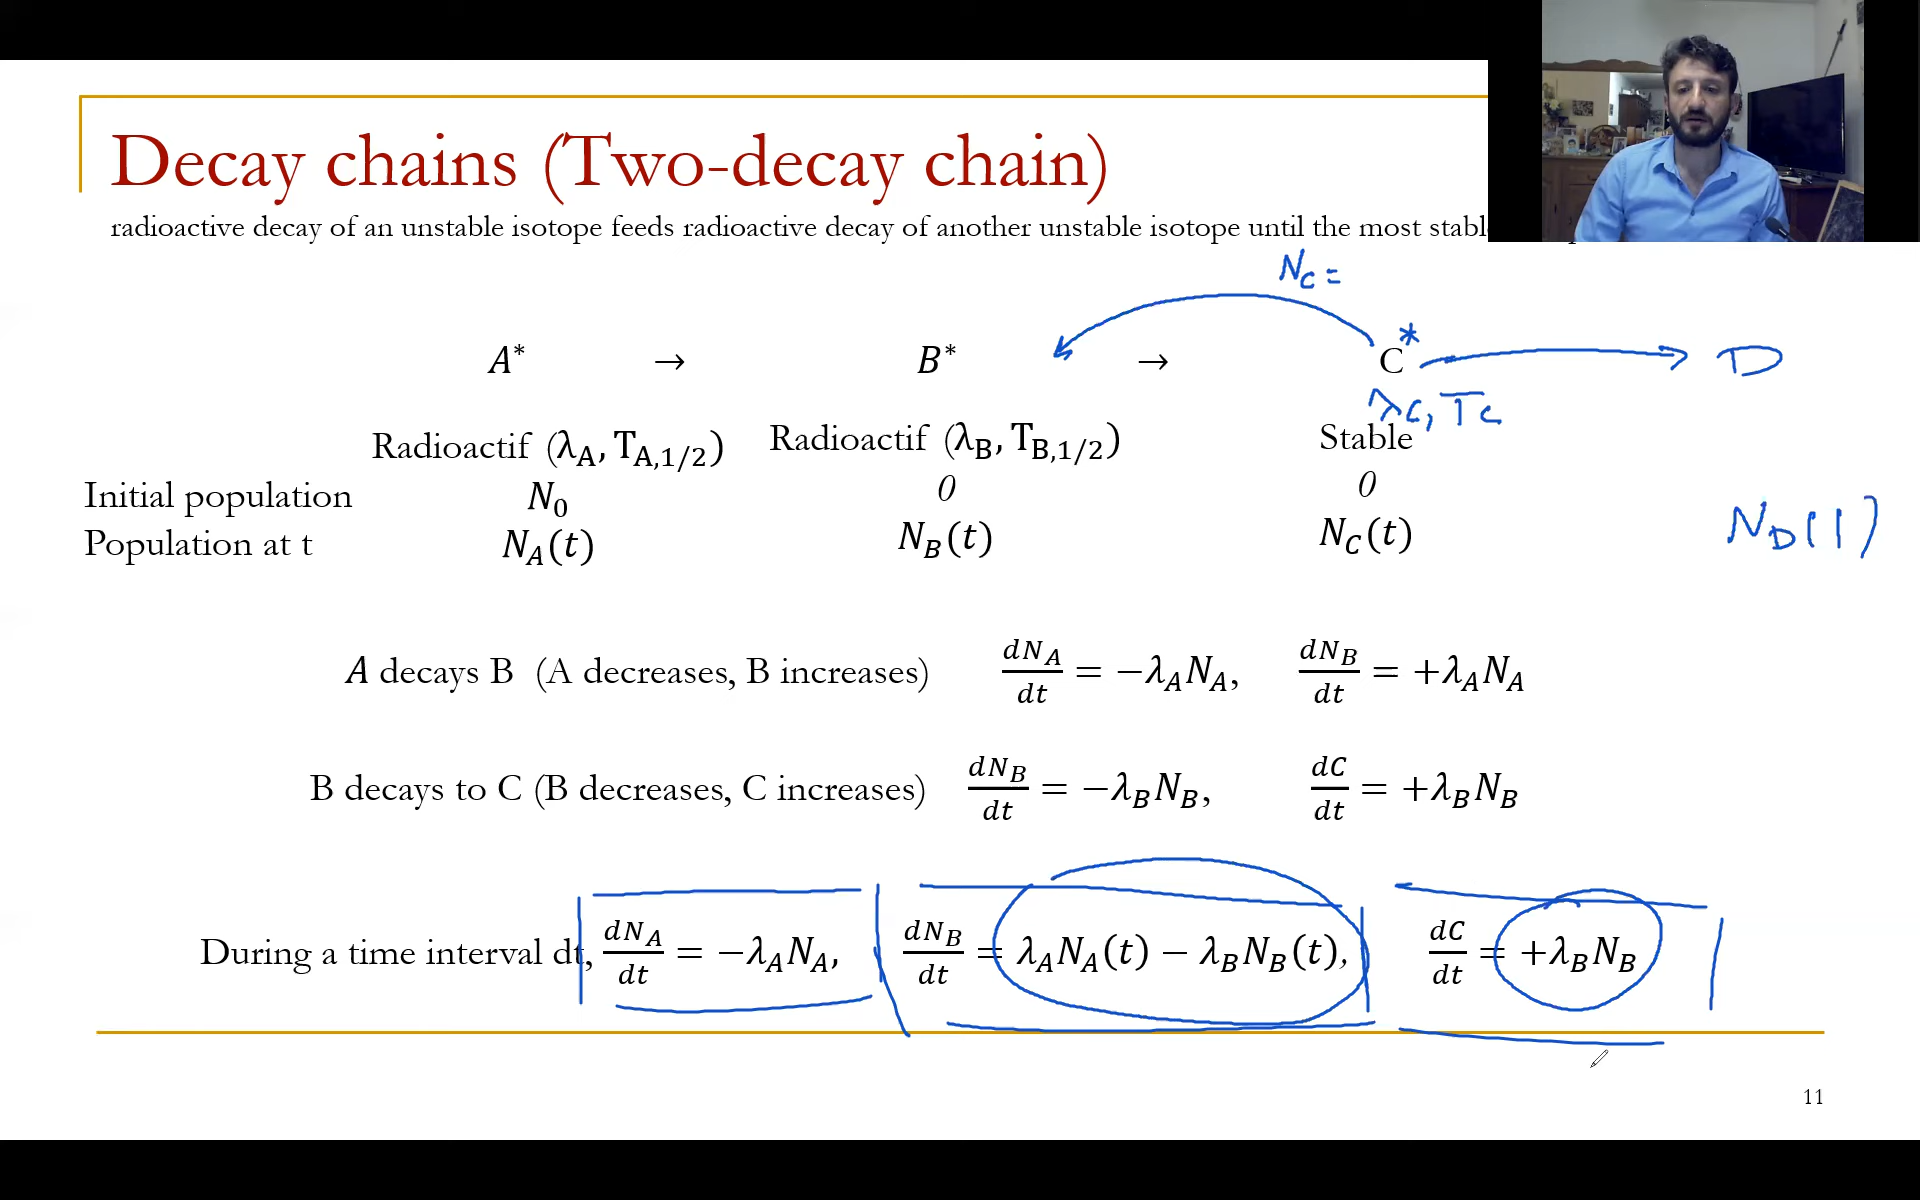 Decay chains (Two-decay chain)
radioactive decay of an unstable isotope feeds radioactive decay of another unstable isotope until the most stable
N_C =
A* → B* → C* D
λ_C, T_C
Radioactif (λ_A, T_A,1/2) Radioactif (λ_B, T_B,1/2) Stable
Initial population N_0 0 0
Population at t N_A(t) N_B(t) N_C(t) N_D(t)
A decays B (A decreases, B increases) dN_A/dt = −λ_A N_A, dN_B/dt = +λ_A N_A
B decays to C (B decreases, C increases) dN_B/dt = −λ_B N_B, dC/dt = +λ_B N_B
During a time interval dt, dN_A/dt = −λ_A N_A, dN_B/dt = λ_A N_A(t) − λ_B N_B(t), dC/dt = +λ_B N_B
11